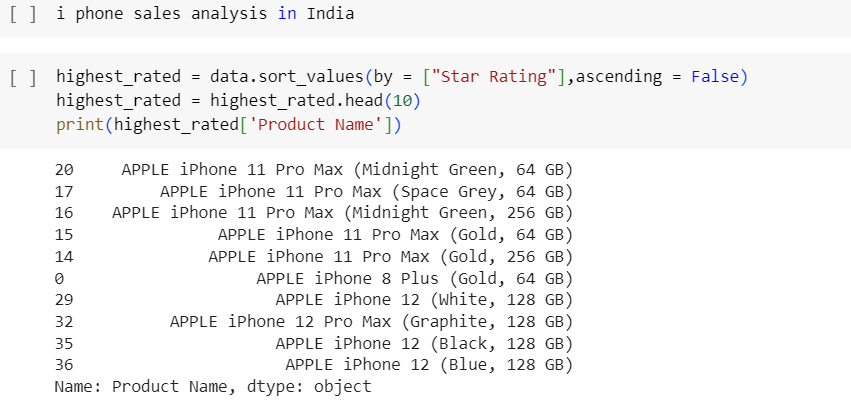 [ ] i phone sales analysis in India
[ ] highest_rated = data.sort_values(by = ["Star Rating"],ascending = False)
highest_rated = highest_rated.head(10)
print(highest_rated['Product Name'])
20 APPLE iPhone 11 Pro Max (Midnight Green, 64 GB)
17 APPLE iPhone 11 Pro Max (Space Grey, 64 GB)
16 APPLE iPhone 11 Pro Max (Midnight Green, 256 GB)
15 APPLE iPhone 11 Pro Max (Gold, 64 GB)
14 APPLE iPhone 11 Pro Max (Gold, 256 GB)
0 APPLE iPhone 8 Plus (Gold, 64 GB)
29 APPLE iPhone 12 (White, 128 GB)
32 APPLE iPhone 12 Pro Max (Graphite, 128 GB)
35 APPLE iPhone 12 (Black, 128 GB)
36 APPLE iPhone 12 (Blue, 128 GB)
Name: Product Name, dtype: object